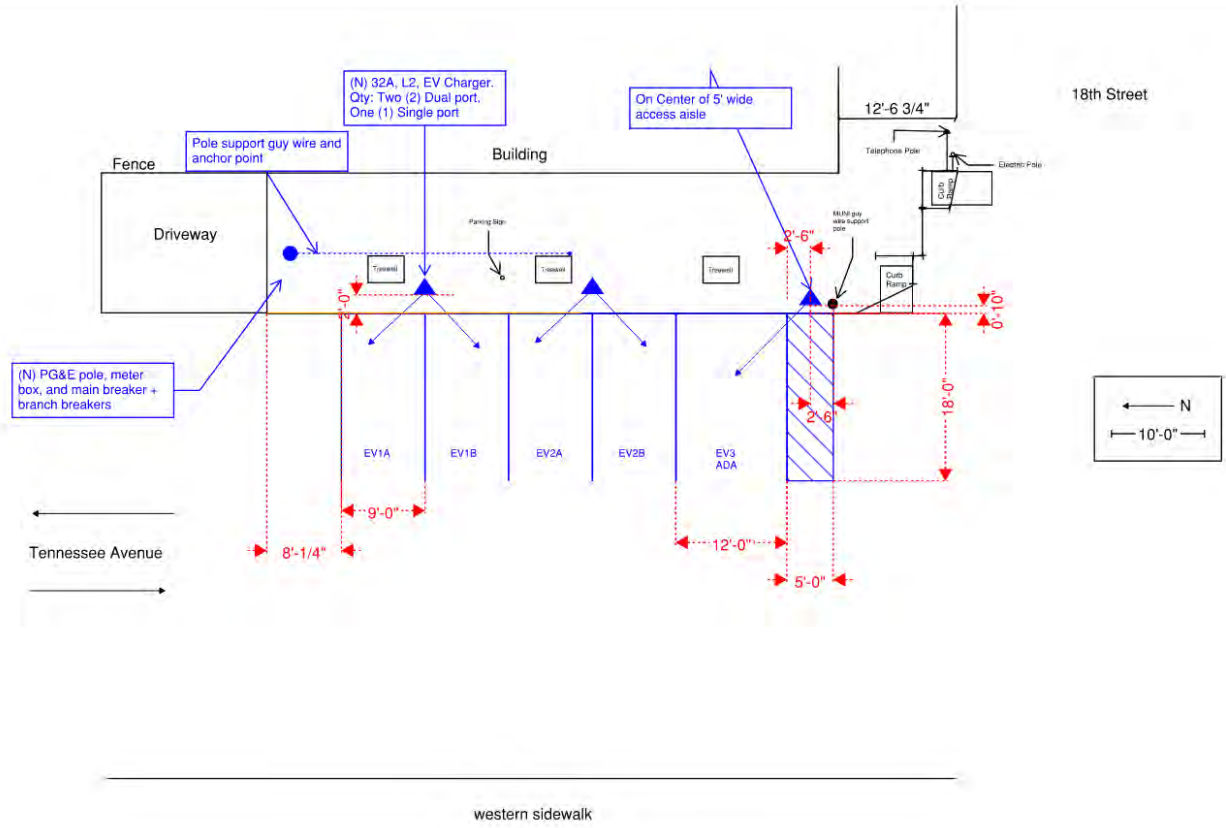 (N) 32A, L2, EV Charger.
Qty: Two (2) Dual port,
One (1) Single port
On Center of 5' wide
access aisle
18th Street
12'-6 3/4"
Pole support guy wire and
anchor point
Building
Telephone Pole
Electric Pole
Fence
Curb
Ramp
Driveway
Parking Sign
MUNI guy
wire support
pole
2'-6"
Treewell
Treewell
Treewell
Curb
Ramp
2'-0"
0'-10"
(N) PG&E pole, meter
box, and main breaker +
branch breakers
18'-0"
2'-6"
N
10'-0"
EV1A
EV1B
EV2A
EV2B
EV3
ADA
9'-0"
12'-0"
8'-1/4"
5'-0"
Tennessee Avenue
western sidewalk